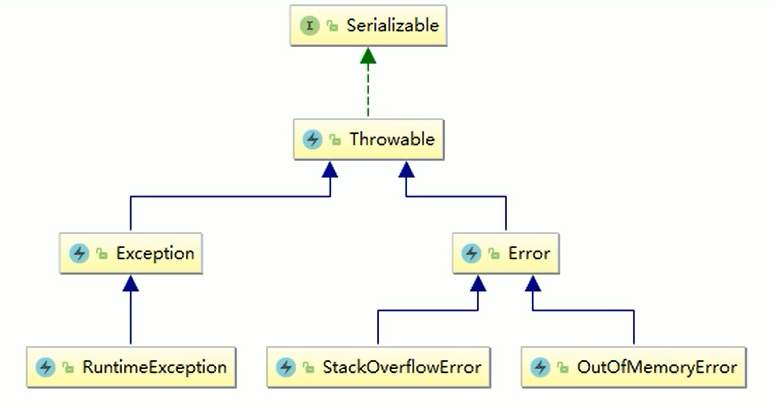 Serializable
Throwable
Exception
Error
RuntimeException
StackOverflowError
OutOfMemoryError